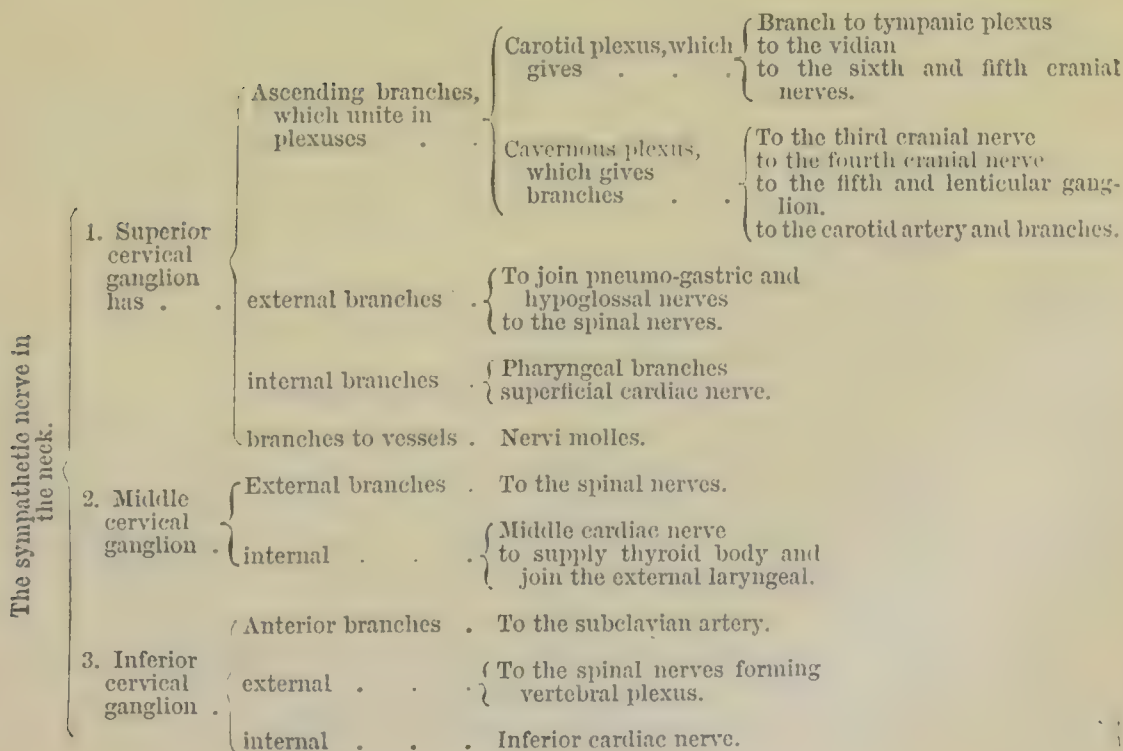 The sympathetic nerve in
the neck.
1. Superior
cervical
ganglion
has . .
Ascending branches,
which unite in
plexuses . .
Carotid plexus, which
gives . . .
Branch to tympanic plexus
to the vidian
to the sixth and fifth cranial
nerves.
Cavernous plexus,
which gives
branches . .
To the third cranial nerve
to the fourth cranial nerve
to the fifth and lenticular gang-
lion.
to the carotid artery and branches.
external branches .
To join pneumo-gastric and
hypoglossal nerves
to the spinal nerves.
internal branches .
Pharyngeal branches
superficial cardiac nerve.
branches to vessels . Nervi molles.
2. Middle
cervical
ganglion .
External branches . To the spinal nerves.
internal . . .
Middle cardiac nerve
to supply thyroid body and
join the external laryngeal.
3. Inferior
cervical
ganglion .
Anterior branches . To the subclavian artery.
external . . .
To the spinal nerves forming
vertebral plexus.
internal . . . Inferior cardiac nerve.